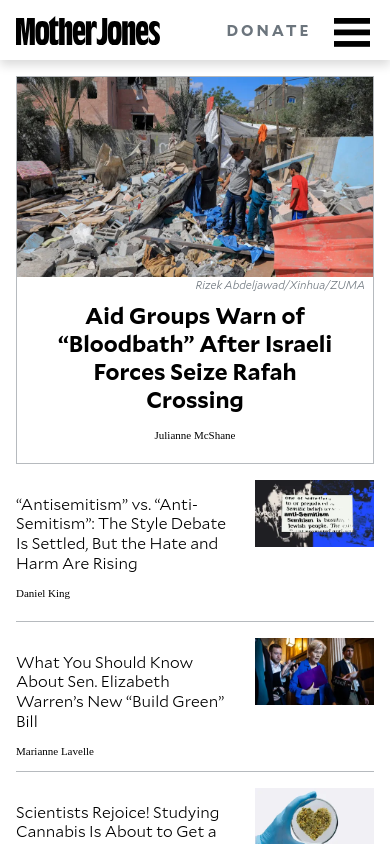 Mother Jones
DONATE
Rizek Abdeljawad/Xinhua/ZUMA
Aid Groups Warn of
“Bloodbath” After Israeli
Forces Seize Rafah
Crossing
Julianne McShane
“Antisemitism” vs. “Anti-
Semitism”: The Style Debate
Is Settled, But the Hate and
Harm Are Rising
Daniel King
anti-Semitism
What You Should Know
About Sen. Elizabeth
Warren’s New “Build Green”
Bill
Marianne Lavelle
Scientists Rejoice! Studying
Cannabis Is About to Get a